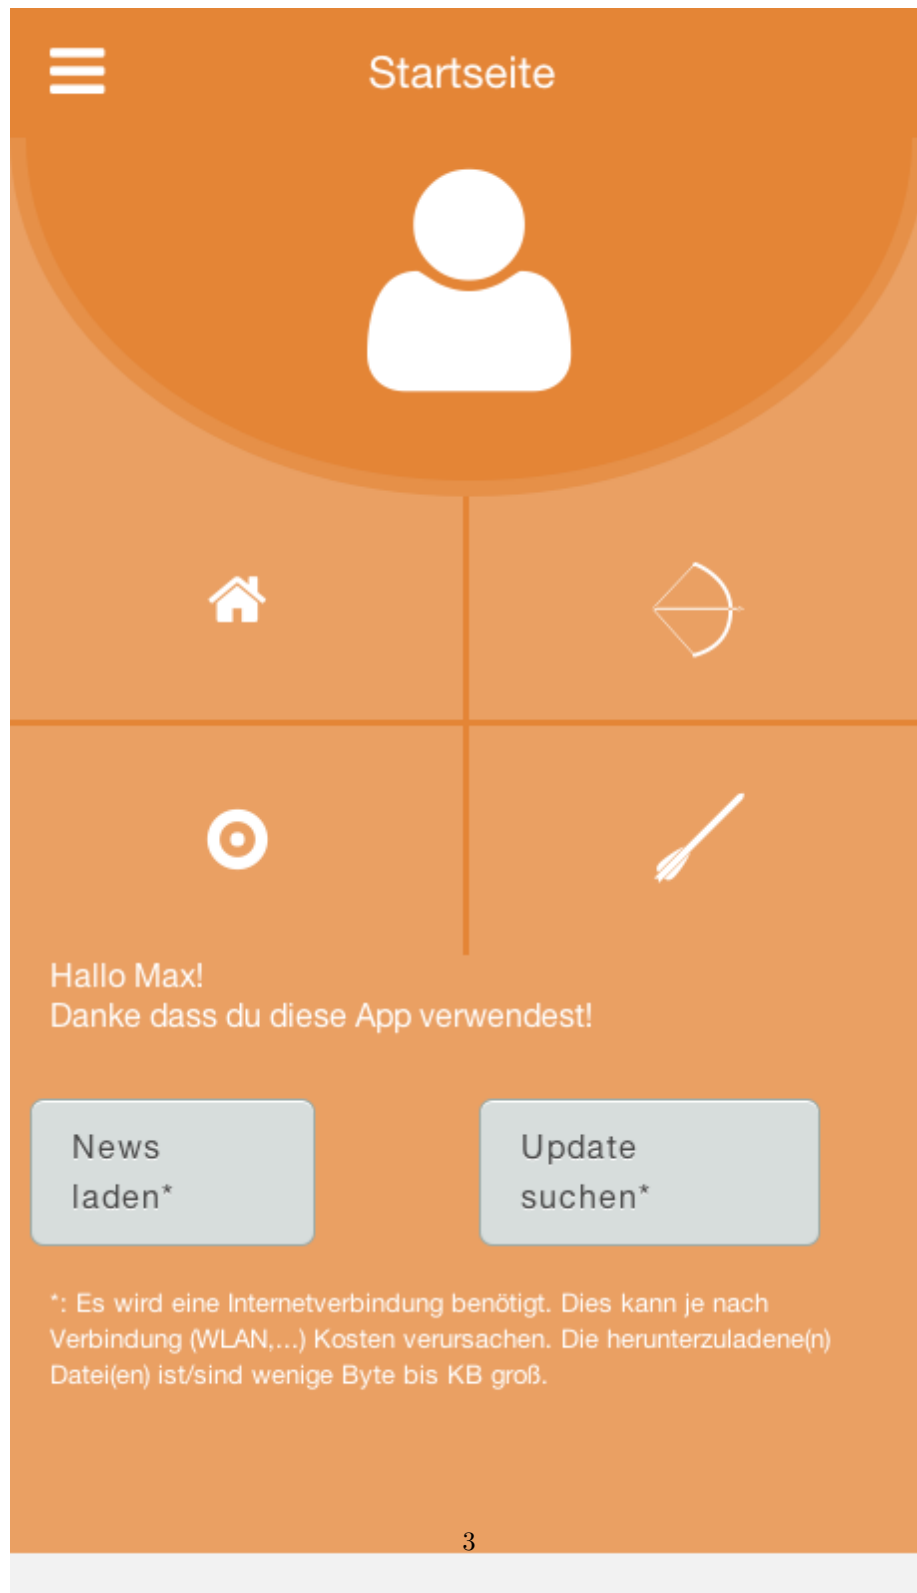 Startseite
Hallo Max!
Danke dass du diese App verwendest!
News
laden*
Update
suchen*
*: Es wird eine Internetverbindung benötigt. Dies kann je nach
Verbindung (WLAN,...) Kosten verursachen. Die herunterzuladene(n)
Datei(en) ist/sind wenige Byte bis KB groß.
3